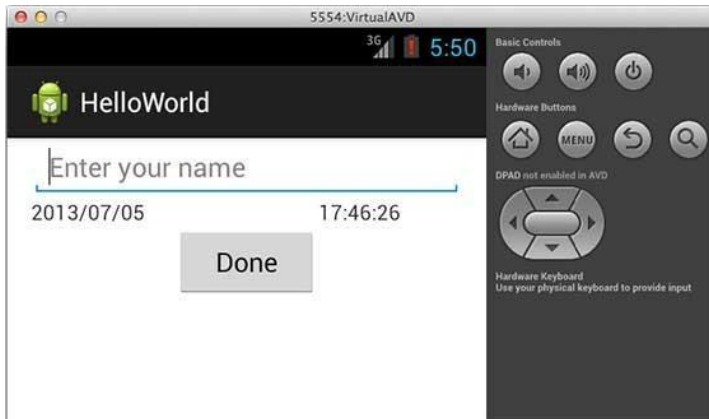 5554:VirtualAVD
3G 5:50
HelloWorld
Enter your name
2013/07/05 17:46:26
Done
Basic Controls
Hardware Buttons
MENU
DPAD not enabled in AVD
Hardware Keyboard
Use your physical keyboard to provide input